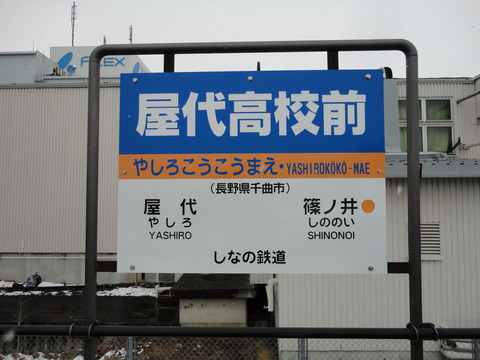 ALEX
屋代高校前
やしろこうこうまえ・YASHIROKŌKŌ-MAE
(長野県千曲市)
屋代 篠ノ井
やしろ しののい
YASHIRO SHINONOI
しなの鉄道